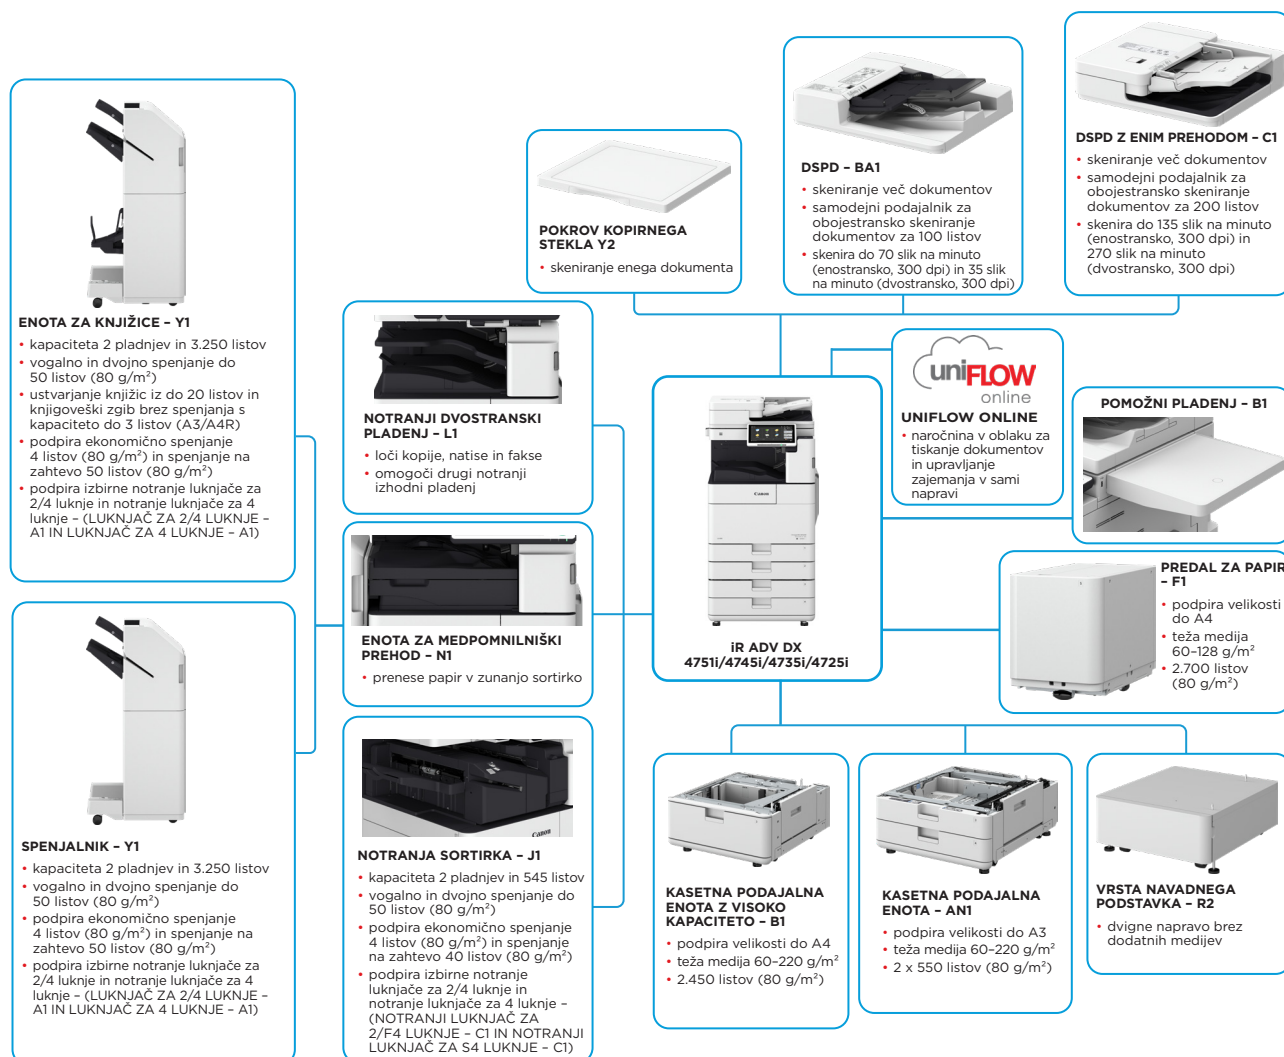 ENOTA ZA KNJIŽICE – Y1
• kapaciteta 2 pladnjev in 3.250 listov
• vogalno in dvojno spenjanje do
50 listov (80 g/m²)
• ustvarjanje knjižic iz do 20 listov in
knjigoveški zgib brez spenjanja s
kapaciteto do 3 listov (A3/A4R)
• podpira ekonomično spenjanje
4 listov (80 g/m²) in spenjanje na
zahtevo 50 listov (80 g/m²)
• podpira izbirne notranje luknjače za
2/4 luknje in notranje luknjače za 4
luknje – (LUKNJAČ ZA 2/4 LUKNJE –
A1 IN LUKNJAČ ZA 4 LUKNJE – A1)
SPENJALNIK – Y1
• kapaciteta 2 pladnjev in 3.250 listov
• vogalno in dvojno spenjanje do
50 listov (80 g/m²)
• podpira ekonomično spenjanje
4 listov (80 g/m²) in spenjanje na
zahtevo 50 listov (80 g/m²)
• podpira izbirne notranje luknjače za
2/4 luknje in notranje luknjače za 4
luknje – (LUKNJAČ ZA 2/4 LUKNJE –
A1 IN LUKNJAČ ZA 4 LUKNJE – A1)
NOTRANJI DVOSTRANSKI
PLADENJ – L1
• loči kopije, natise in fakse
• omogoči drugi notranji
izhodni pladenj
ENOTA ZA MEDPOMNILNIŠKI
PREHOD – N1
• prenese papir v zunanjo sortirko
Canon
NOTRANJA SORTIRKA – J1
• kapaciteta 2 pladnjev in 545 listov
• vogalno in dvojno spenjanje do
50 listov (80 g/m²)
• podpira ekonomično spenjanje
4 listov (80 g/m²) in spenjanje
na zahtevo 40 listov (80 g/m²)
• podpira izbirne notranje
luknjače za 2/4 luknje in
notranje luknjače za 4 luknje –
(NOTRANJI LUKNJAČ ZA
2/F4 LUKNJE – C1 IN NOTRANJI
LUKNJAČ ZA S4 LUKNJE – C1)
POKROV KOPIRNEGA
STEKLA Y2
• skeniranje enega dokumenta
DSPD – BA1
• skeniranje več dokumentov
• samodejni podajalnik za
obojestransko skeniranje
dokumentov za 100 listov
• skenira do 70 slik na minuto
(enostransko, 300 dpi) in 35 slik
na minuto (dvostransko, 300 dpi)
DSPD Z ENIM PREHODOM – C1
• skeniranje več dokumentov
• samodejni podajalnik za
obojestransko skeniranje
dokumentov za 200 listov
• skenira do 135 slik na minuto
(enostransko, 300 dpi) in
270 slik na minuto
(dvostransko, 300 dpi)
Canon
iR ADV DX
4751i/4745i/4735i/4725i
uniFLOW
online
UNIFLOW ONLINE
• naročnina v oblaku za
tiskanje dokumentov
in upravljanje
zajemanja v sami
napravi
POMOŽNI PLADENJ – B1
PREDAL ZA PAPIR
– F1
• podpira velikosti
do A4
• teža medija
60–128 g/m²
• 2.700 listov
(80 g/m²)
KASETNA PODAJALNA
ENOTA Z VISOKO
KAPACITETO – B1
• podpira velikosti do A4
• teža medija 60–220 g/m²
• 2.450 listov (80 g/m²)
KASETNA PODAJALNA
ENOTA – AN1
• podpira velikosti do A3
• teža medija 60–220 g/m²
• 2 x 550 listov (80 g/m²)
VRSTA NAVADNEGA
PODSTAVKA – R2
• dvigne napravo brez
dodatnih medijev